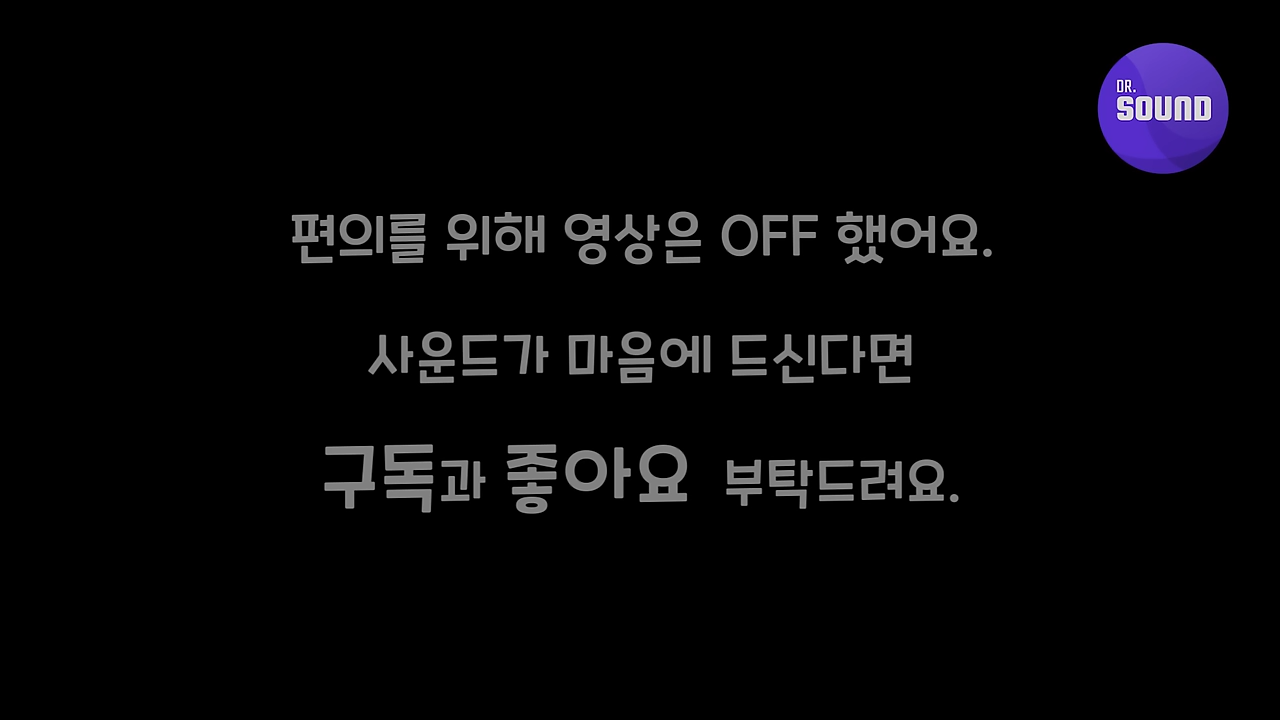 DR.
SOUND
편의를 위해 영상은 OFF 했어요.
사운드가 마음에 드신다면
구독과 좋아요 부탁드려요.